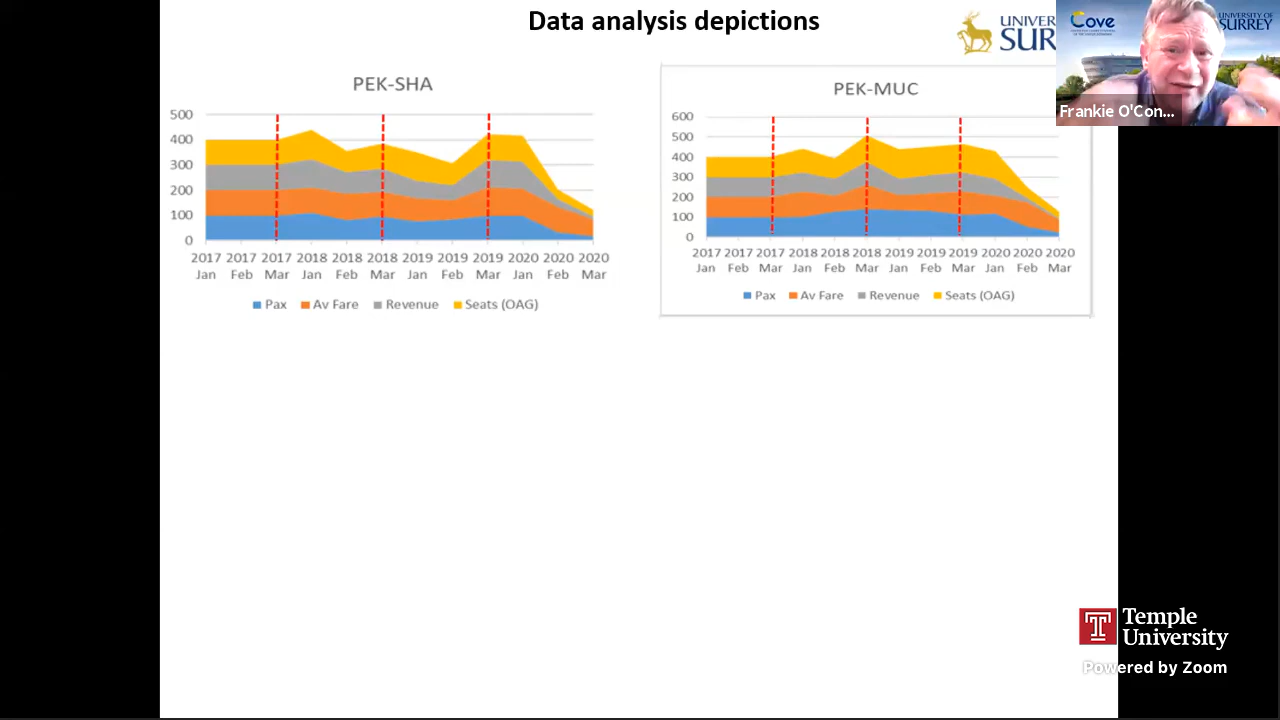 Data analysis depictions
UNIVER
SUR
Cove
UNIVERSITY OF
SURREY
Frankie O'Con...
PEK-SHA
500
400
300
200
100
0
2017 2017 2017 2018 2018 2018 2019 2019 2019 2020 2020 2020
Jan Feb Mar Jan Feb Mar Jan Feb Mar Jan Feb Mar
Pax Av Fare Revenue Seats (OAG)
PEK-MUC
600
500
400
300
200
100
0
2017 2017 2017 2018 2018 2018 2019 2019 2019 2020 2020 2020
Jan Feb Mar Jan Feb Mar Jan Feb Mar Jan Feb Mar
Pax Av Fare Revenue Seats (OAG)
Temple
University
Powered by Zoom